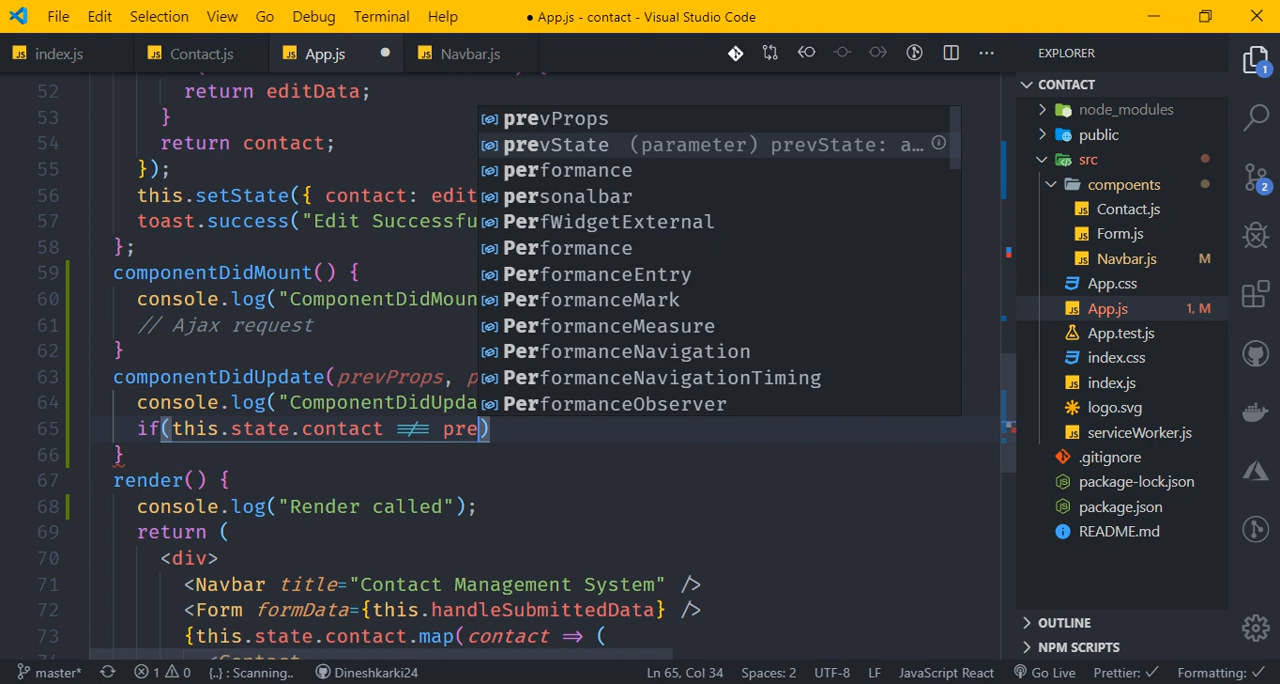 File Edit Selection View Go Debug Terminal Help ● App.js - contact - Visual Studio Code
index.js Contact.js App.js Navbar.js
EXPLORER
CONTACT
node_modules
public
src
compoents
Contact.js
Form.js
Navbar.js M
App.css
App.js 1, M
App.test.js
index.css
index.js
logo.svg
serviceWorker.js
.gitignore
package-lock.json
package.json
README.md
OUTLINE
NPM SCRIPTS
1
2
52 return editData;
53 }
54 return contact;
55 });
56 this.setState({ contact: edit
57 toast.success("Edit Successfu
58 };
59 componentDidMount() {
60 console.log("ComponentDidMoun
61 // Ajax request
62 }
63 componentDidUpdate(prevProps, p
64 console.log("ComponentDidUpda
65 if(this.state.contact !== pre)
66 }
67 render() {
68 console.log("Render called");
69 return (
70 <div>
71 <Navbar title="Contact Management System" />
72 <Form formData={this.handleSubmittedData} />
73 {this.state.contact.map(contact => (
prevProps
prevState (parameter) prevState: a…
performance
personalbar
PerfWidgetExternal
Performance
PerformanceEntry
PerformanceMark
PerformanceMeasure
PerformanceNavigation
PerformanceNavigationTiming
PerformanceObserver
master* 1 0 {..} : Scanning.. Dineshkarki24 Ln 65, Col 34 Spaces: 2 UTF-8 LF JavaScript React Go Live Prettier: ✓ Formatting: ✓